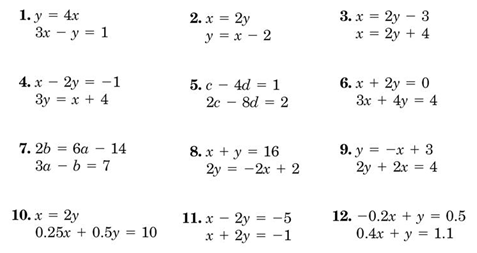 1. y = 4x
3x − y = 1
2. x = 2y
y = x − 2
3. x = 2y − 3
x = 2y + 4
4. x − 2y = −1
3y = x + 4
5. c − 4d = 1
2c − 8d = 2
6. x + 2y = 0
3x + 4y = 4
7. 2b = 6a − 14
3a − b = 7
8. x + y = 16
2y = −2x + 2
9. y = −x + 3
2y + 2x = 4
10. x = 2y
0.25x + 0.5y = 10
11. x − 2y = −5
x + 2y = −1
12. −0.2x + y = 0.5
0.4x + y = 1.1